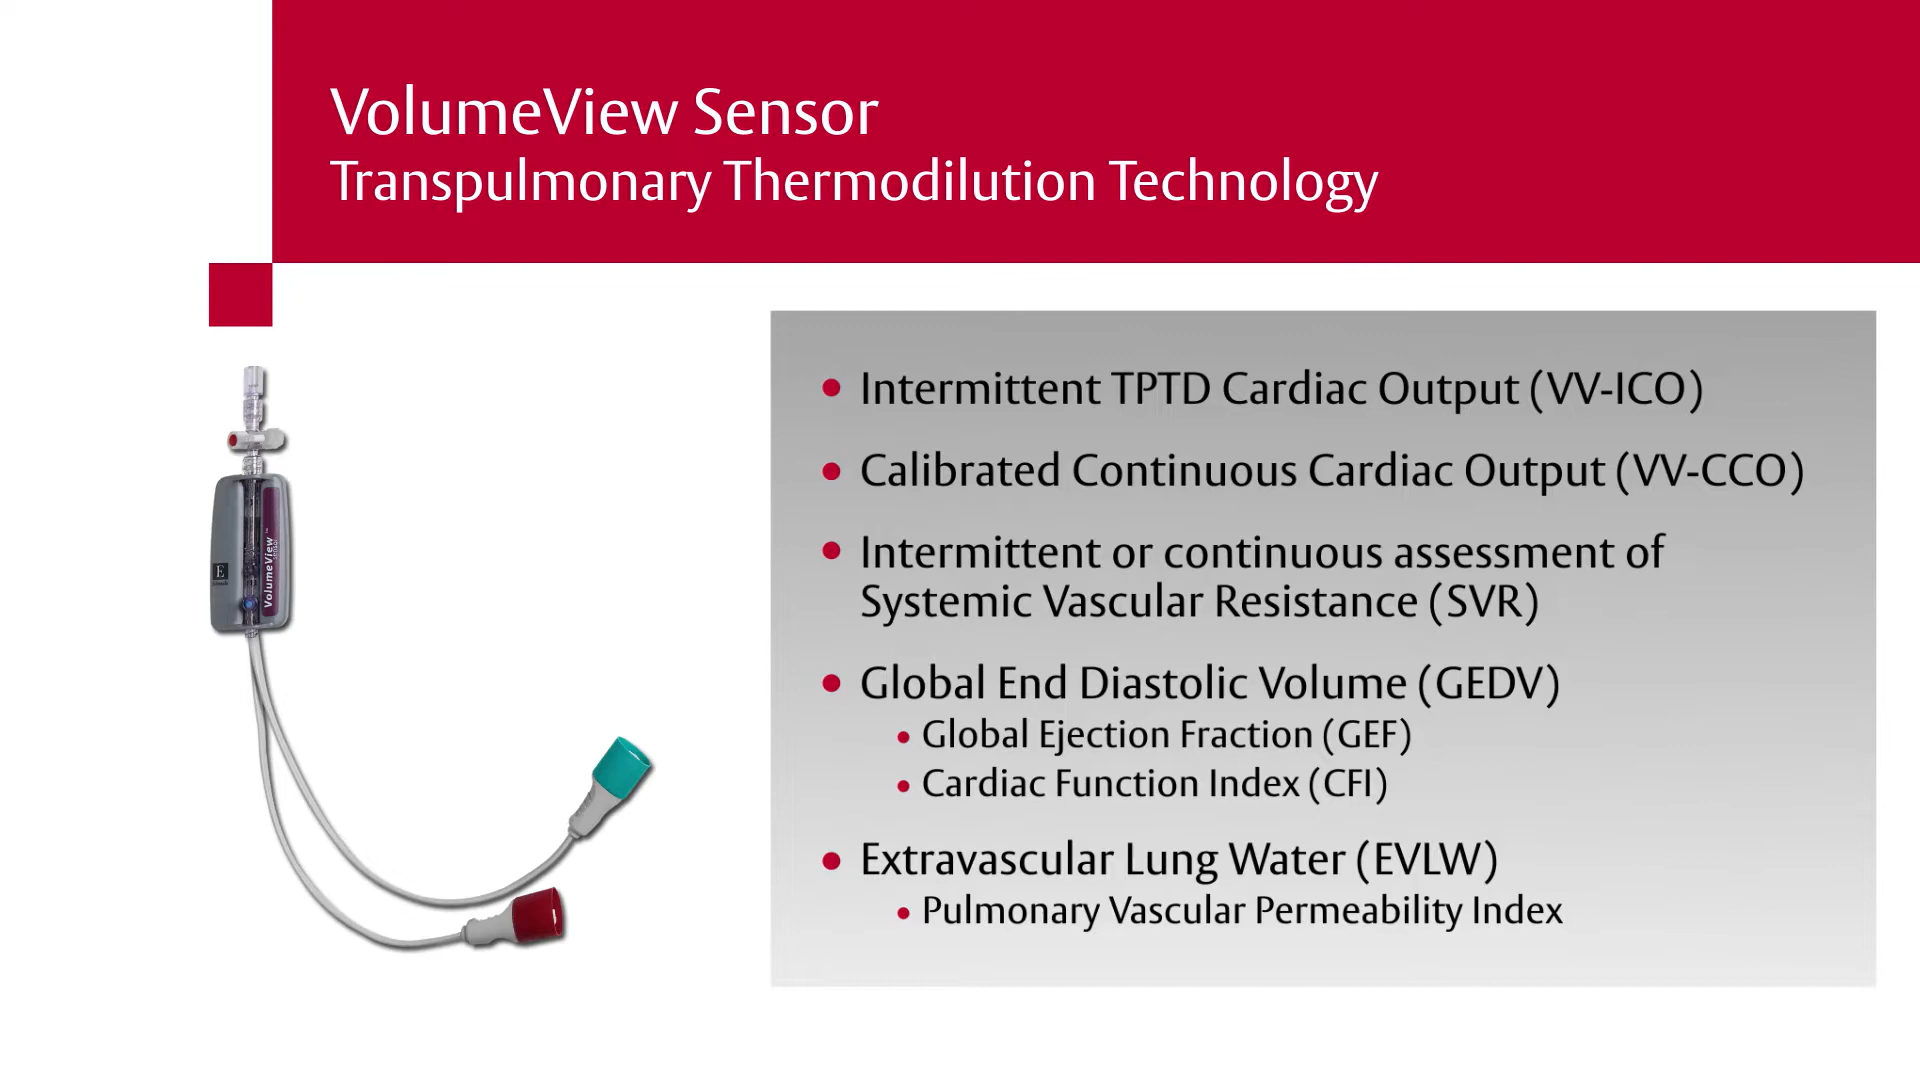 VolumeView Sensor
Transpulmonary Thermodilution Technology
• Intermittent TPTD Cardiac Output (VV-ICO)
• Calibrated Continuous Cardiac Output (VV-CCO)
• Intermittent or continuous assessment of
Systemic Vascular Resistance (SVR)
• Global End Diastolic Volume (GEDV)
• Global Ejection Fraction (GEF)
• Cardiac Function Index (CFI)
• Extravascular Lung Water (EVLW)
• Pulmonary Vascular Permeability Index
VolumeView™
sensor
E